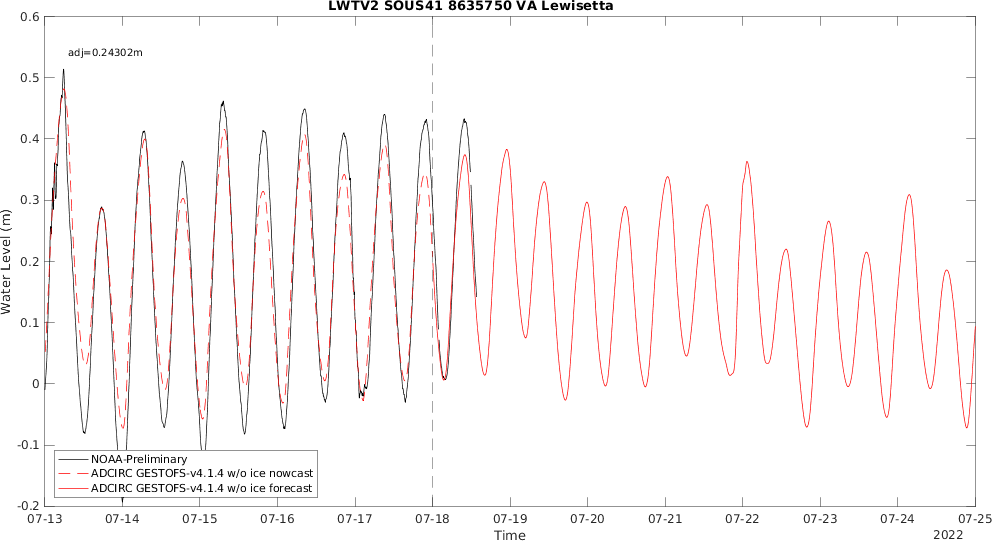 LWTV2 SOUS41 8635750 VA Lewisetta
adj=0.24302m
0.6
0.5
0.4
0.3
0.2
0.1
0
-0.1
-0.2
Water Level (m)
NOAA-Preliminary
ADCIRC GESTOFS-v4.1.4 w/o ice nowcast
ADCIRC GESTOFS-v4.1.4 w/o ice forecast
07-13 07-14 07-15 07-16 07-17 07-18 07-19 07-20 07-21 07-22 07-23 07-24 07-25
Time
2022